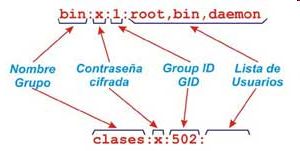 bin:x:1:root,bin,daemon
Nombre Grupo
Contraseña cifrada
Group ID GID
Lista de Usuarios
clases:x:502: